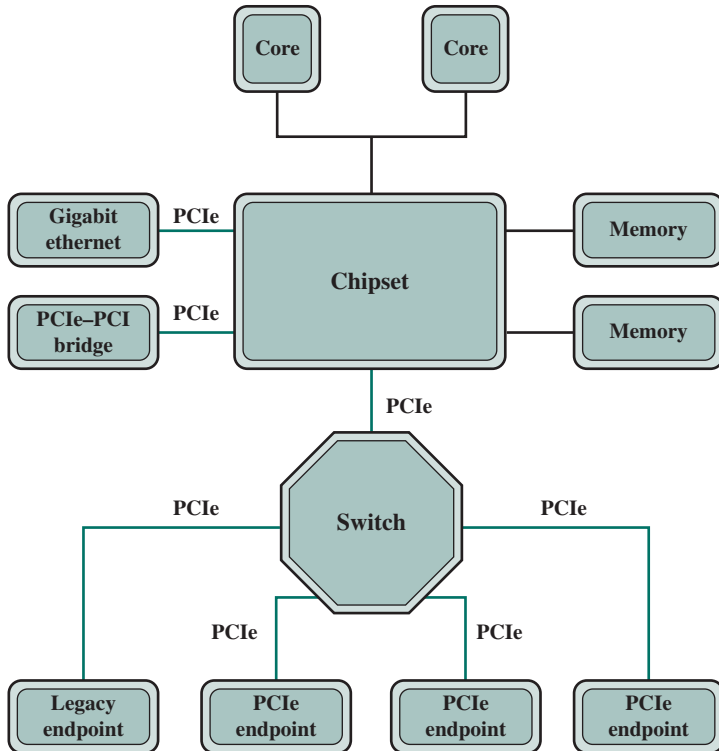 Core
Core
Gigabit
ethernet
PCIe
Chipset
Memory
PCIe–PCI
bridge
PCIe
Memory
PCIe
Switch
PCIe
PCIe
PCIe
PCIe
Legacy
endpoint
PCIe
endpoint
PCIe
endpoint
PCIe
endpoint